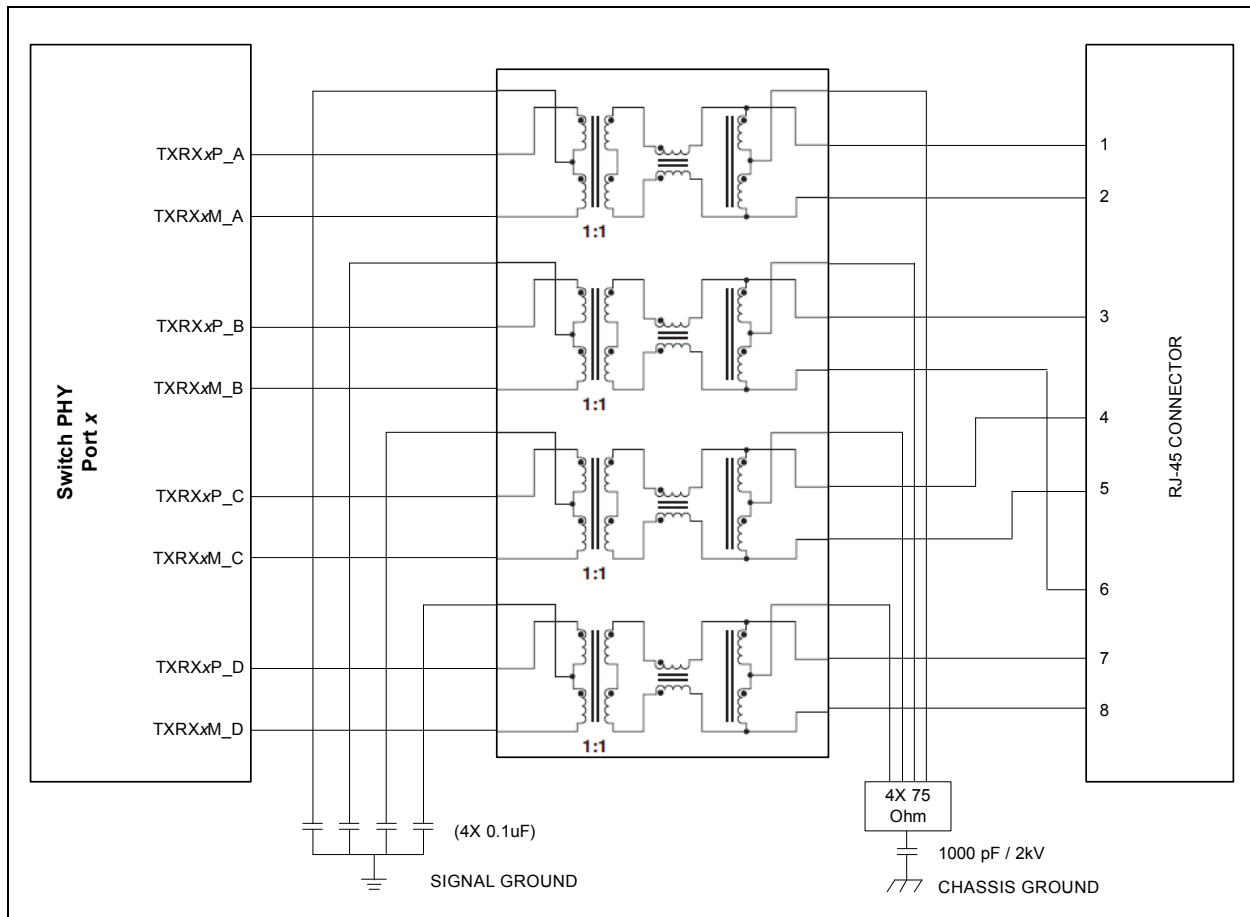 Switch PHY
Port x
TXRXxP_A
TXRXxM_A
1:1
1
2
TXRXxP_B
TXRXxM_B
1:1
3
TXRXxP_C
TXRXxM_C
1:1
4
5
6
TXRXxP_D
TXRXxM_D
1:1
7
8
RJ-45 CONNECTOR
(4X 0.1uF)
SIGNAL GROUND
4X 75
Ohm
1000 pF / 2kV
CHASSIS GROUND